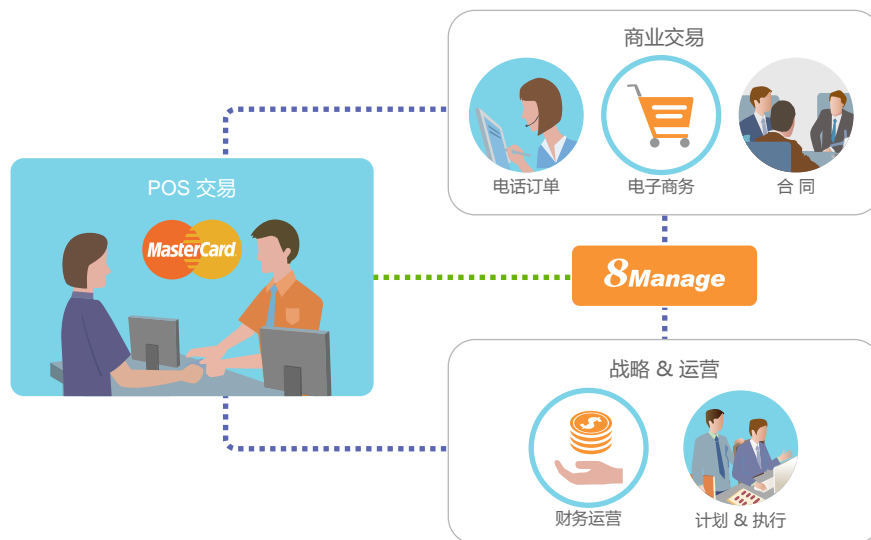 商业交易
电话订单
电子商务
合 同
POS 交易
MasterCard
8Manage
战略 & 运营
$
财务运营
计划 & 执行